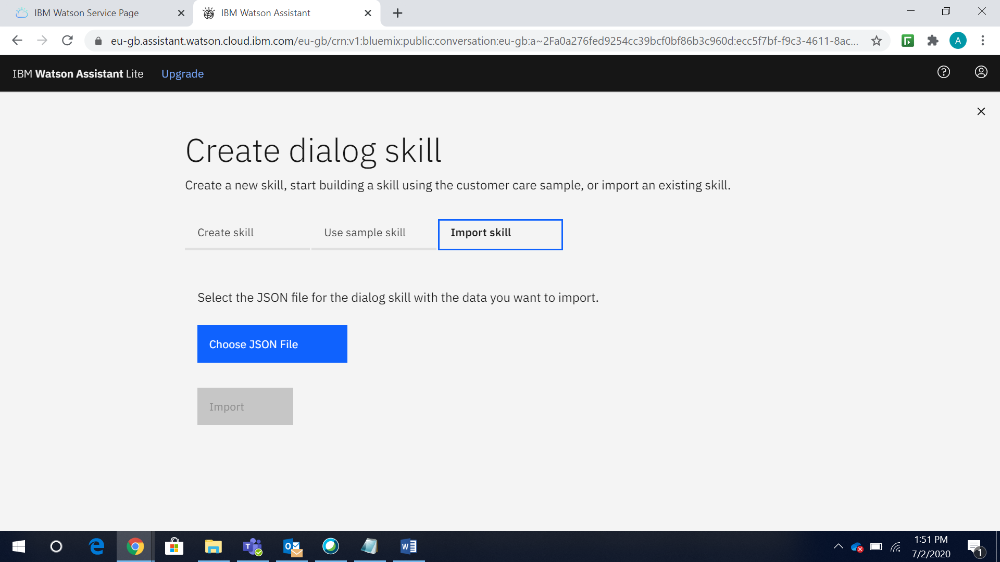 IBM Watson Service Page
IBM Watson Assistant
eu-gb.assistant.watson.cloud.ibm.com/eu-gb/crn:v1:bluemix:public:conversation:eu-gb:a~2Fa0a276fed9254cc39bcf0bf86b3c960d:ecc5f7bf-f9c3-4611-8ac...
A
IBM Watson Assistant Lite Upgrade
Create dialog skill
Create a new skill, start building a skill using the customer care sample, or import an existing skill.
Create skill
Use sample skill
Import skill
Select the JSON file for the dialog skill with the data you want to import.
Choose JSON File
Import
1:51 PM
7/2/2020
1